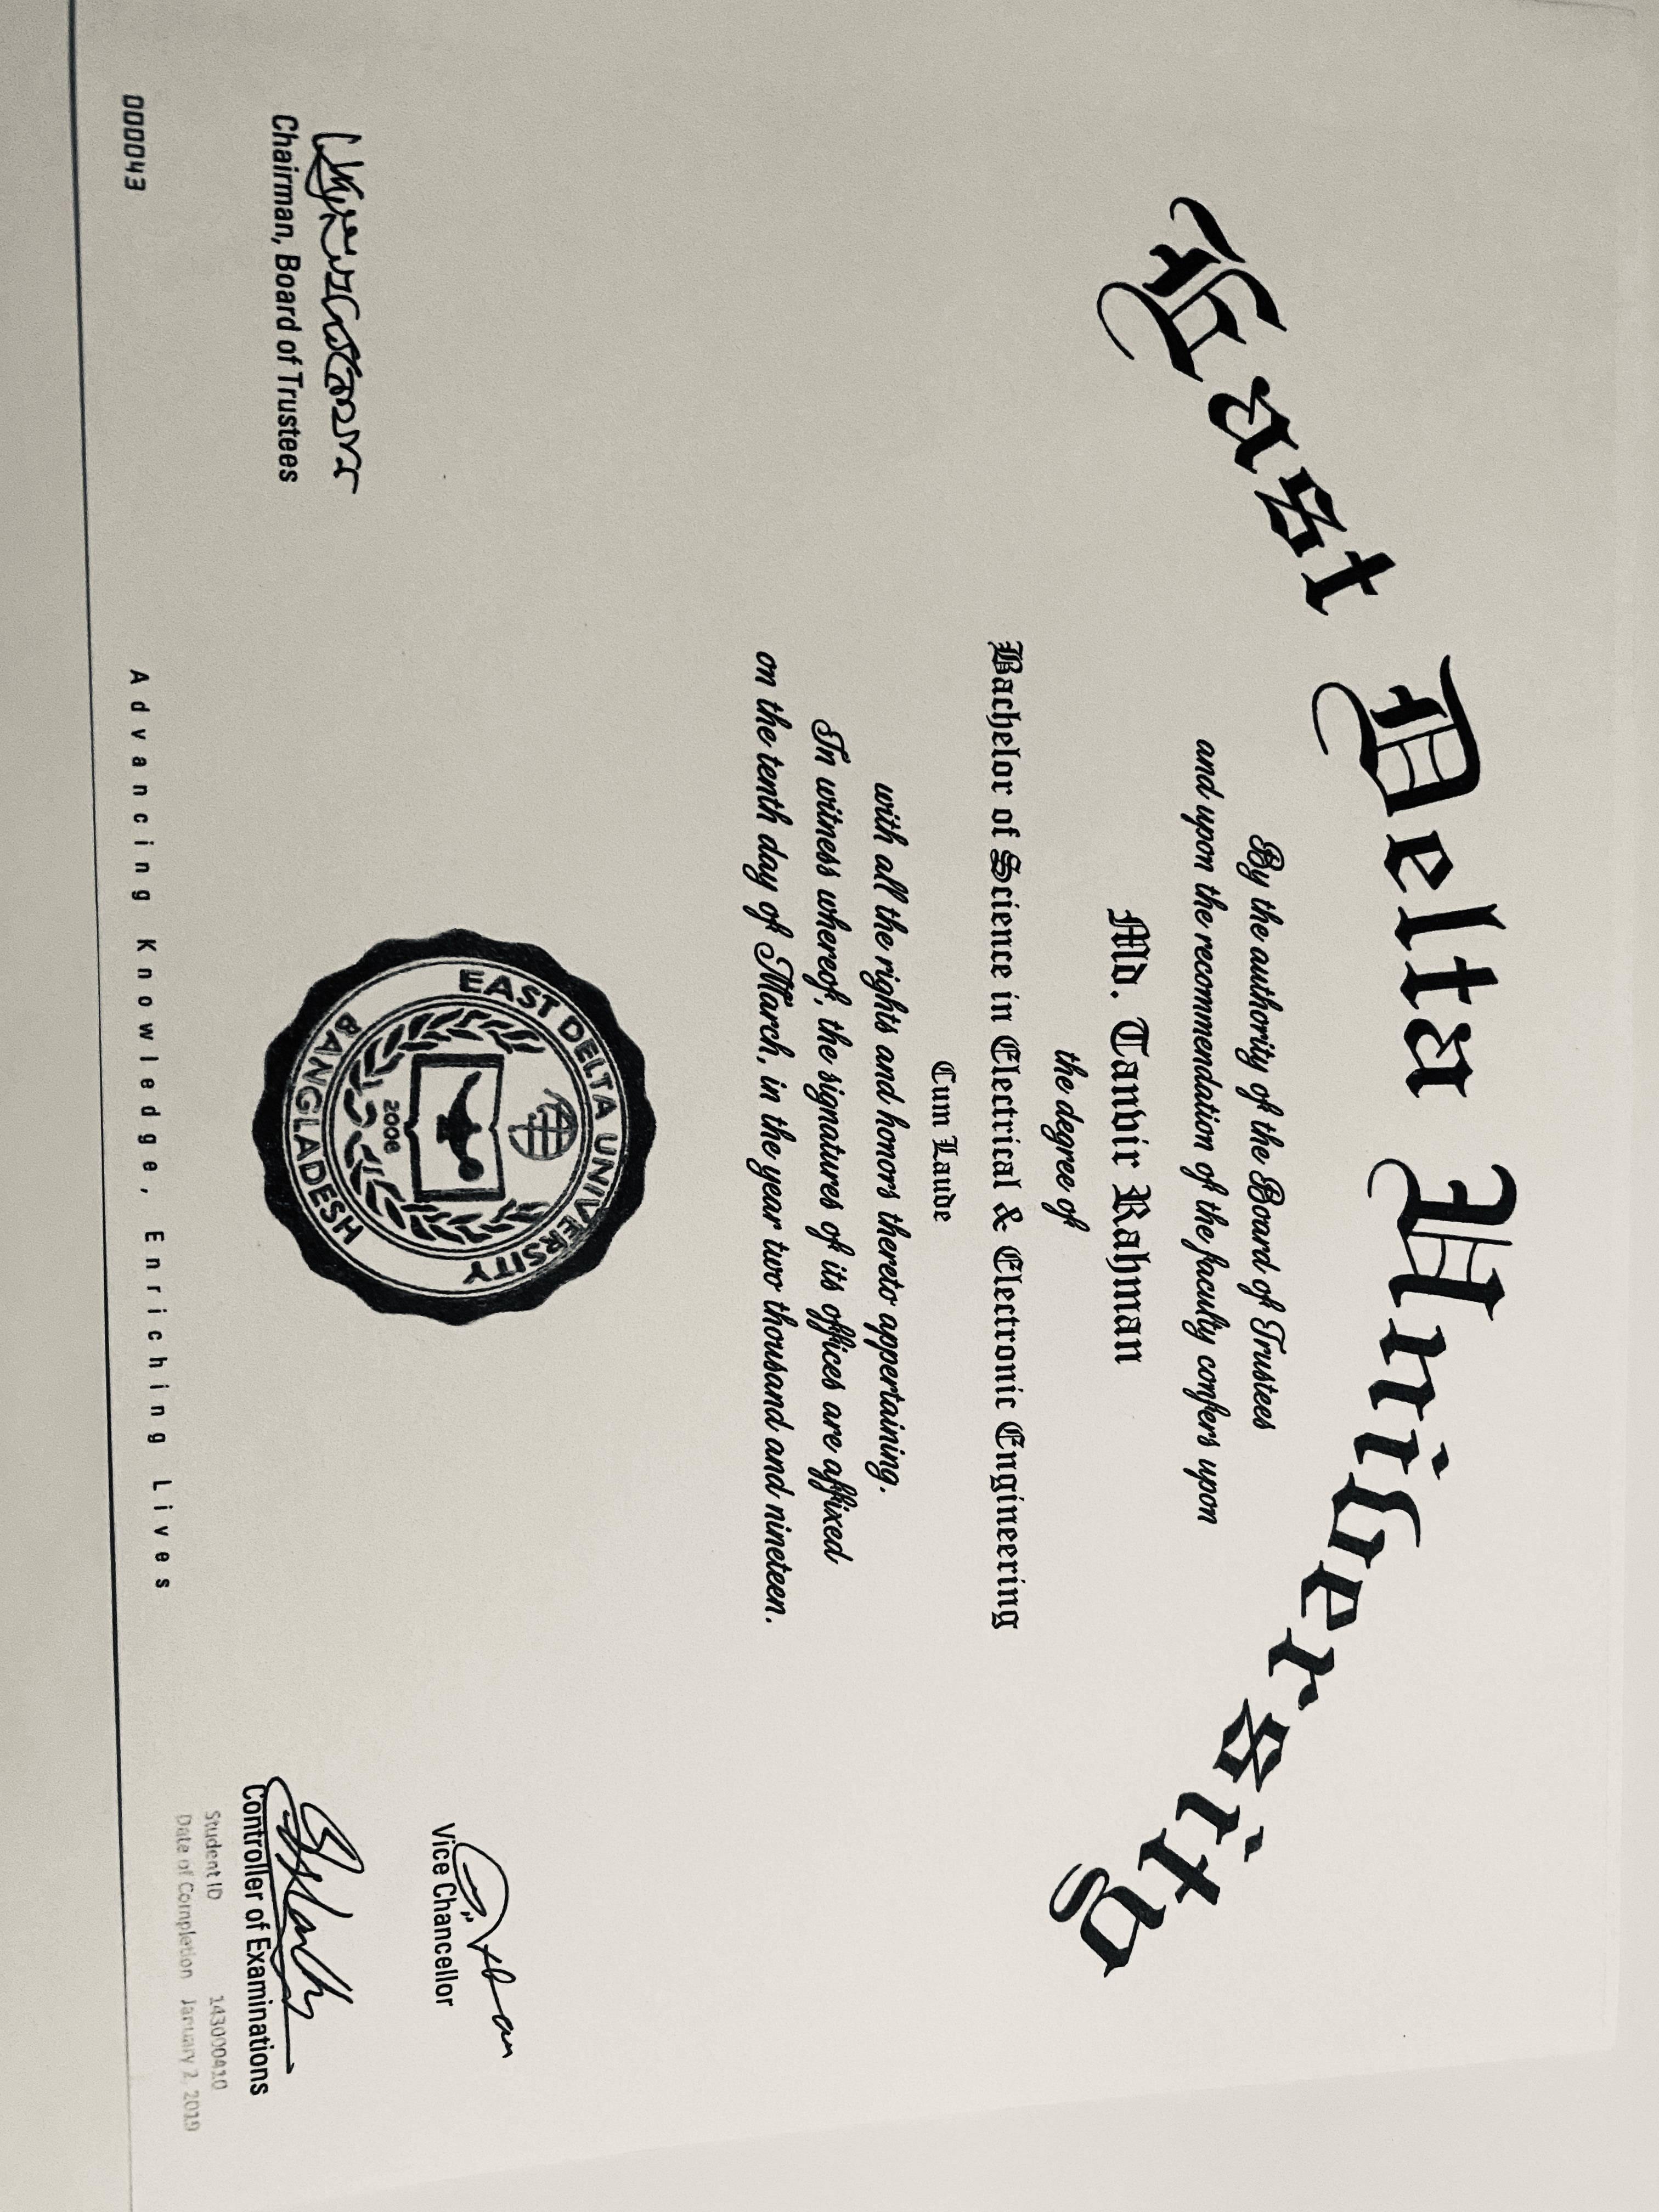 East Delta University
By the authority of the Board of Trustees
and upon the recommendation of the faculty confers upon
Md. Tanvir Rahman
the degree of
Bachelor of Science in Electrical & Electronic Engineering
Cum Laude
with all the rights and honors thereto appertaining.
In witness whereof, the signatures of its offices are affixed
on the tenth day of March, in the year two thousand and nineteen.
EAST DELTA UNIVERSITY
2006
BANGLADESH
Vice Chancellor
Chairman, Board of Trustees
Controller of Examinations
Student ID 143000410
Date of Completion January 2, 2019
000043
Advancing Knowledge, Enriching Lives